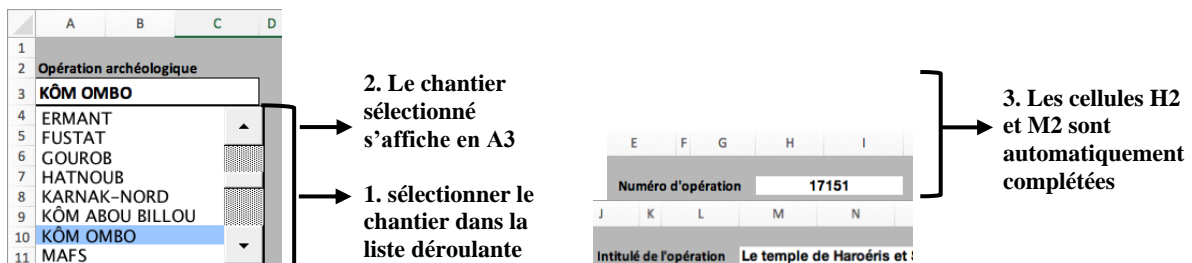 A B C D
1
2 Opération archéologique
3 KÔM OMBO
4 ERMANT
5 FUSTAT
6 GOUROB
7 HATNOUB
8 KARNAK-NORD
9 KÔM ABOU BILLOU
10 KÔM OMBO
11 MAFS
2. Le chantier
sélectionné
s’affiche en A3
1. sélectionner le
chantier dans la
liste déroulante
E F G H I
Numéro d'opération 17151
J K L M N
Intitulé de l'opération Le temple de Haroéris et
3. Les cellules H2
et M2 sont
automatiquement
complétées